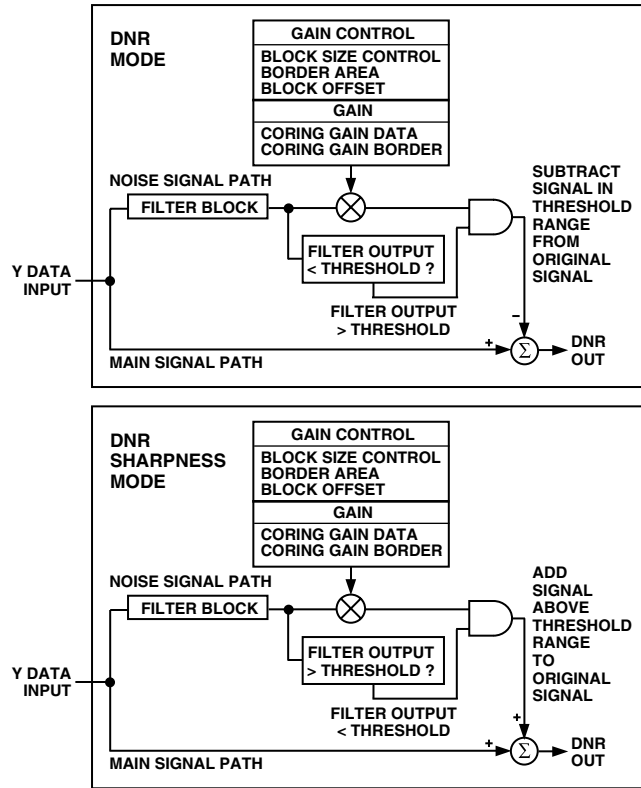 DNR
MODE
GAIN CONTROL
BLOCK SIZE CONTROL
BORDER AREA
BLOCK OFFSET
GAIN
CORING GAIN DATA
CORING GAIN BORDER
NOISE SIGNAL PATH
FILTER BLOCK
FILTER OUTPUT
< THRESHOLD ?
FILTER OUTPUT
> THRESHOLD
SUBTRACT
SIGNAL IN
THRESHOLD
RANGE
FROM
ORIGINAL
SIGNAL
Y DATA
INPUT
MAIN SIGNAL PATH
–
+
Σ
DNR
OUT
DNR
SHARPNESS
MODE
GAIN CONTROL
BLOCK SIZE CONTROL
BORDER AREA
BLOCK OFFSET
GAIN
CORING GAIN DATA
CORING GAIN BORDER
NOISE SIGNAL PATH
FILTER BLOCK
FILTER OUTPUT
> THRESHOLD ?
FILTER OUTPUT
< THRESHOLD
ADD
SIGNAL
ABOVE
THRESHOLD
RANGE
TO
ORIGINAL
SIGNAL
Y DATA
INPUT
MAIN SIGNAL PATH
+
+
Σ
DNR
OUT